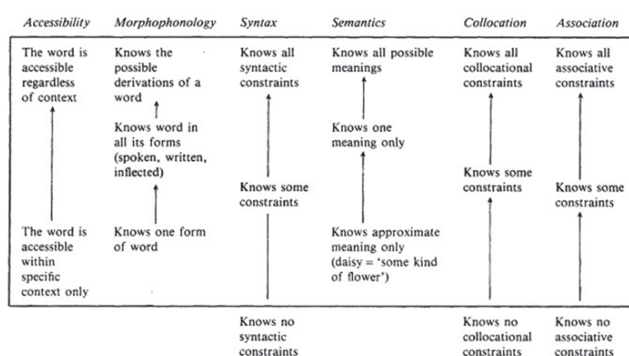 Accessibility Morphophonology Syntax Semantics Collocation Association
The word is
accessible
regardless
of context
The word is
accessible
within
specific
context only
Knows the
possible
derivations of a
word
Knows word in
all its forms
(spoken, written,
inflected)
Knows one form
of word
Knows all
syntactic
constraints
Knows some
constraints
Knows no
syntactic
constraints
Knows all possible
meanings
Knows one
meaning only
Knows approximate
meaning only
(daisy = ‘some kind
of flower’)
Knows all
collocational
constraints
Knows some
constraints
Knows no
collocational
constraints
Knows all
associative
constraints
Knows some
constraints
Knows no
associative
constraints